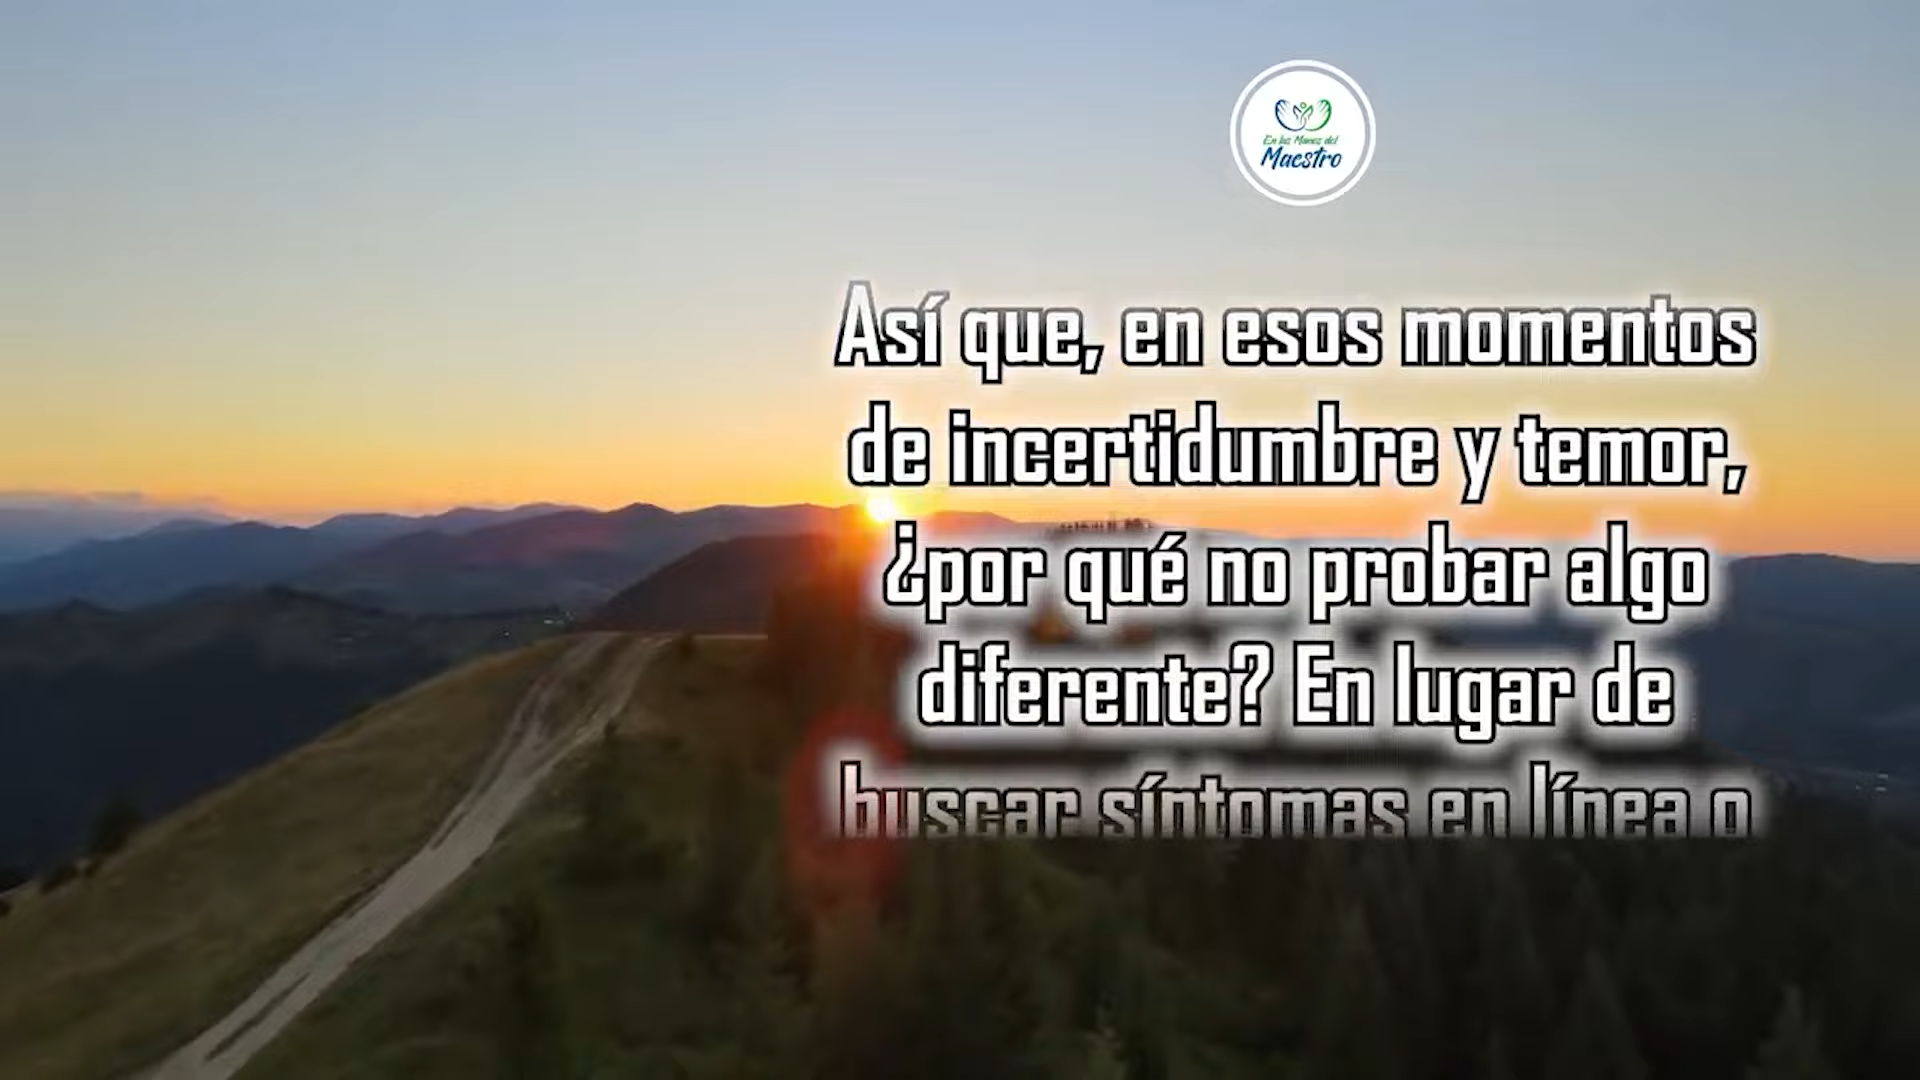 En las Manos del
Maestro
Así que, en esos momentos
de incertidumbre y temor,
¿por qué no probar algo
diferente? En lugar de
buscar síntomas en línea o